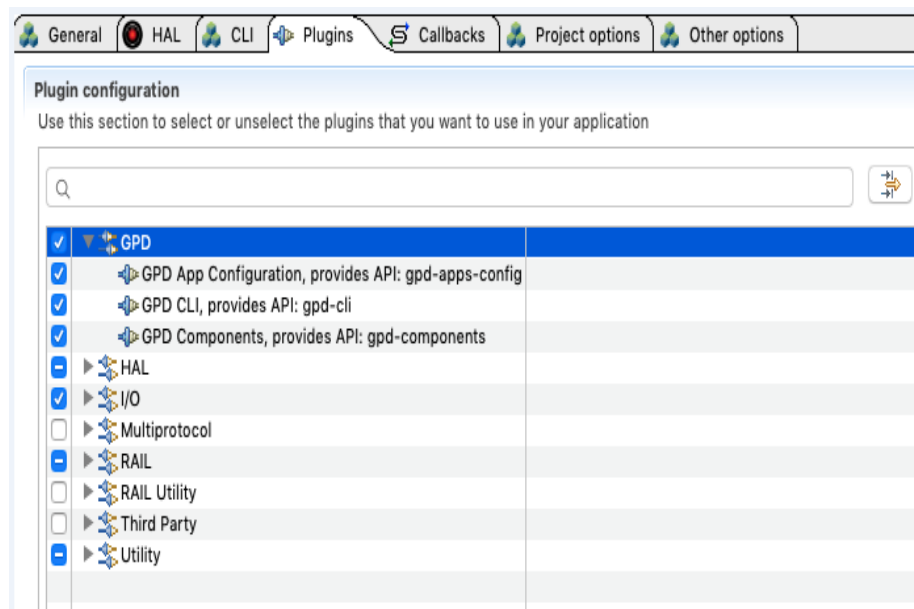 General HAL CLI Plugins Callbacks Project options Other options
Plugin configuration
Use this section to select or unselect the plugins that you want to use in your application
GPD
GPD App Configuration, provides API: gpd-apps-config
GPD CLI, provides API: gpd-cli
GPD Components, provides API: gpd-components
HAL
I/O
Multiprotocol
RAIL
RAIL Utility
Third Party
Utility